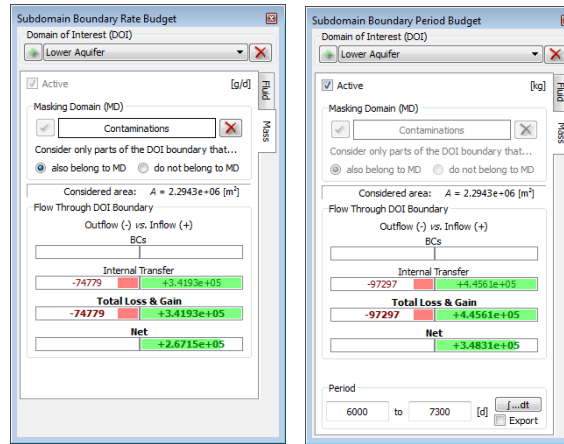 Subdomain Boundary Rate Budget
Domain of Interest (DOI)
Lower Aquifer
Active [g/d]
Fluid
Mass
Masking Domain (MD)
Contaminations
Consider only parts of the DOI boundary that...
also belong to MD do not belong to MD
Considered area: A = 2.2943e+06 [m²]
Flow Through DOI Boundary
Outflow (-) vs. Inflow (+)
BCs
Internal Transfer
-74779 +3.4193e+05
Total Loss & Gain
-74779 +3.4193e+05
Net
+2.6715e+05
Subdomain Boundary Period Budget
Domain of Interest (DOI)
Lower Aquifer
Active [kg]
Fluid
Mass
Masking Domain (MD)
Contaminations
Consider only parts of the DOI boundary that...
also belong to MD do not belong to MD
Considered area: A = 2.2943e+06 [m²]
Flow Through DOI Boundary
Outflow (-) vs. Inflow (+)
BCs
Internal Transfer
-97297 +4.4561e+05
Total Loss & Gain
-97297 +4.4561e+05
Net
+3.4831e+05
Period
6000 to 7300 [d] ∫...dt
Export